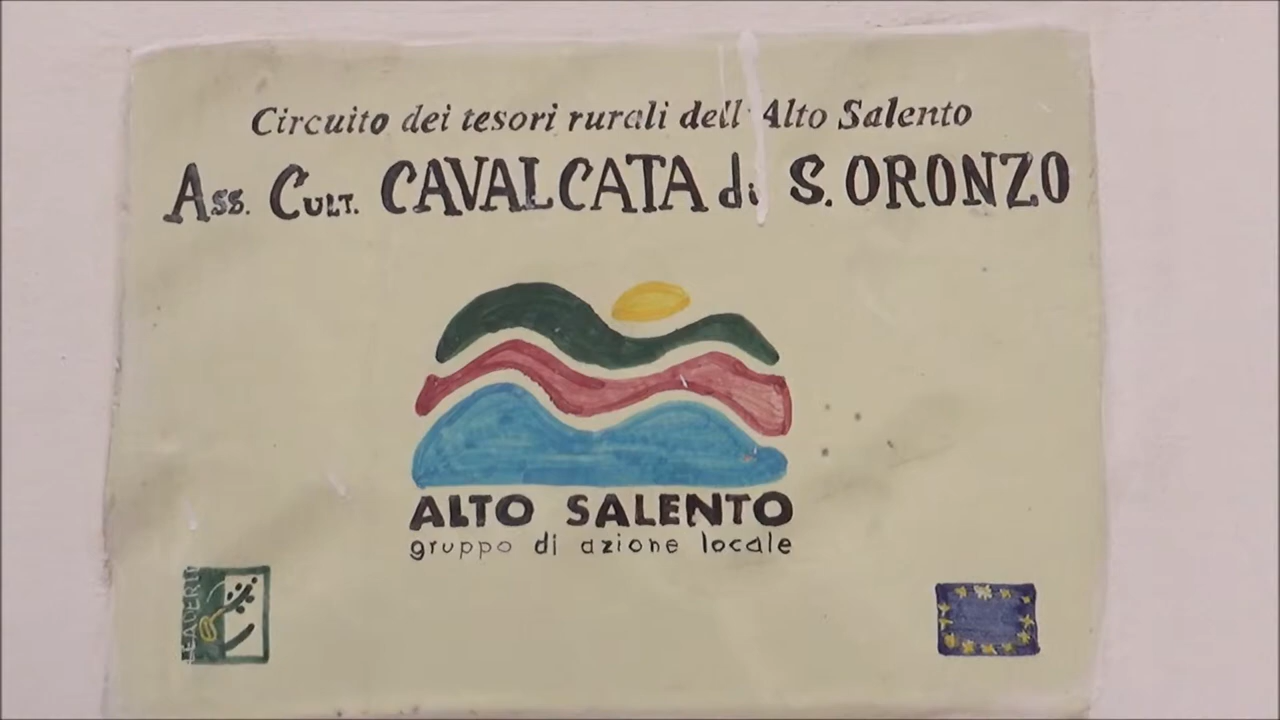 Circuito dei tesori rurali dell'Alto Salento
Ass. Cult. CAVALCATA di S. ORONZO
ALTO SALENTO
gruppo di azione locale
LEADER II